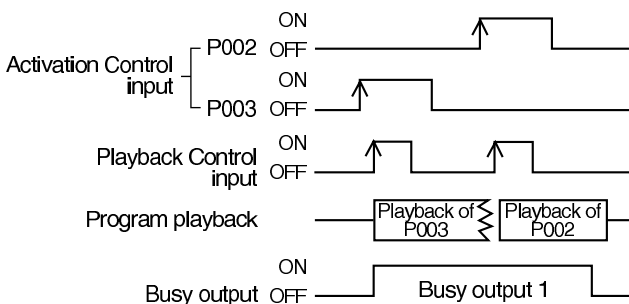 ON
P002 OFF
Activation Control
input
ON
P003 OFF
ON
Playback Control
input
OFF
Program playback
Playback of
P003
Playback of
P002
ON
Busy output OFF
Busy output 1